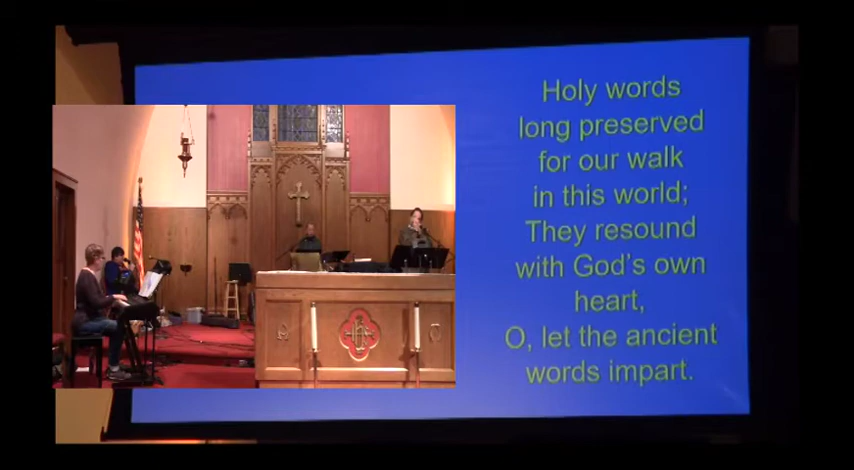 Holy words
long preserved
for our walk
in this world;
They resound
with God's own
heart,
O, let the ancient
words impart.